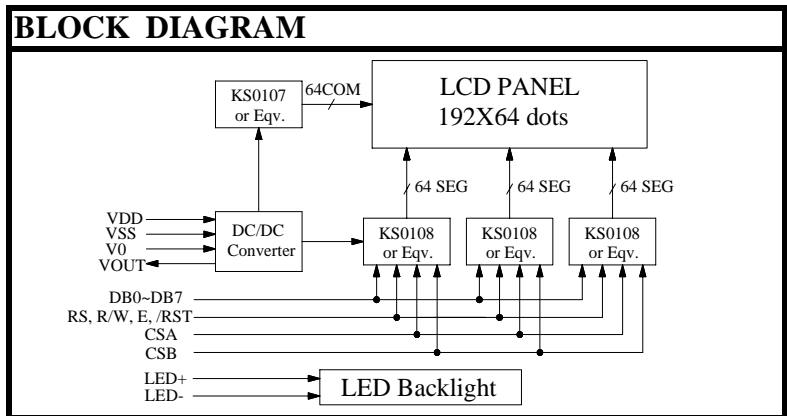 BLOCK DIAGRAM
LCD PANEL
192X64 dots
KS0107
or Eqv.
64COM
64 SEG
64 SEG
64 SEG
VDD
VSS
V0
VOUT
DC/DC
Converter
KS0108
or Eqv.
KS0108
or Eqv.
KS0108
or Eqv.
DB0~DB7
RS, R/W, E, /RST
CSA
CSB
LED+
LED-
LED Backlight